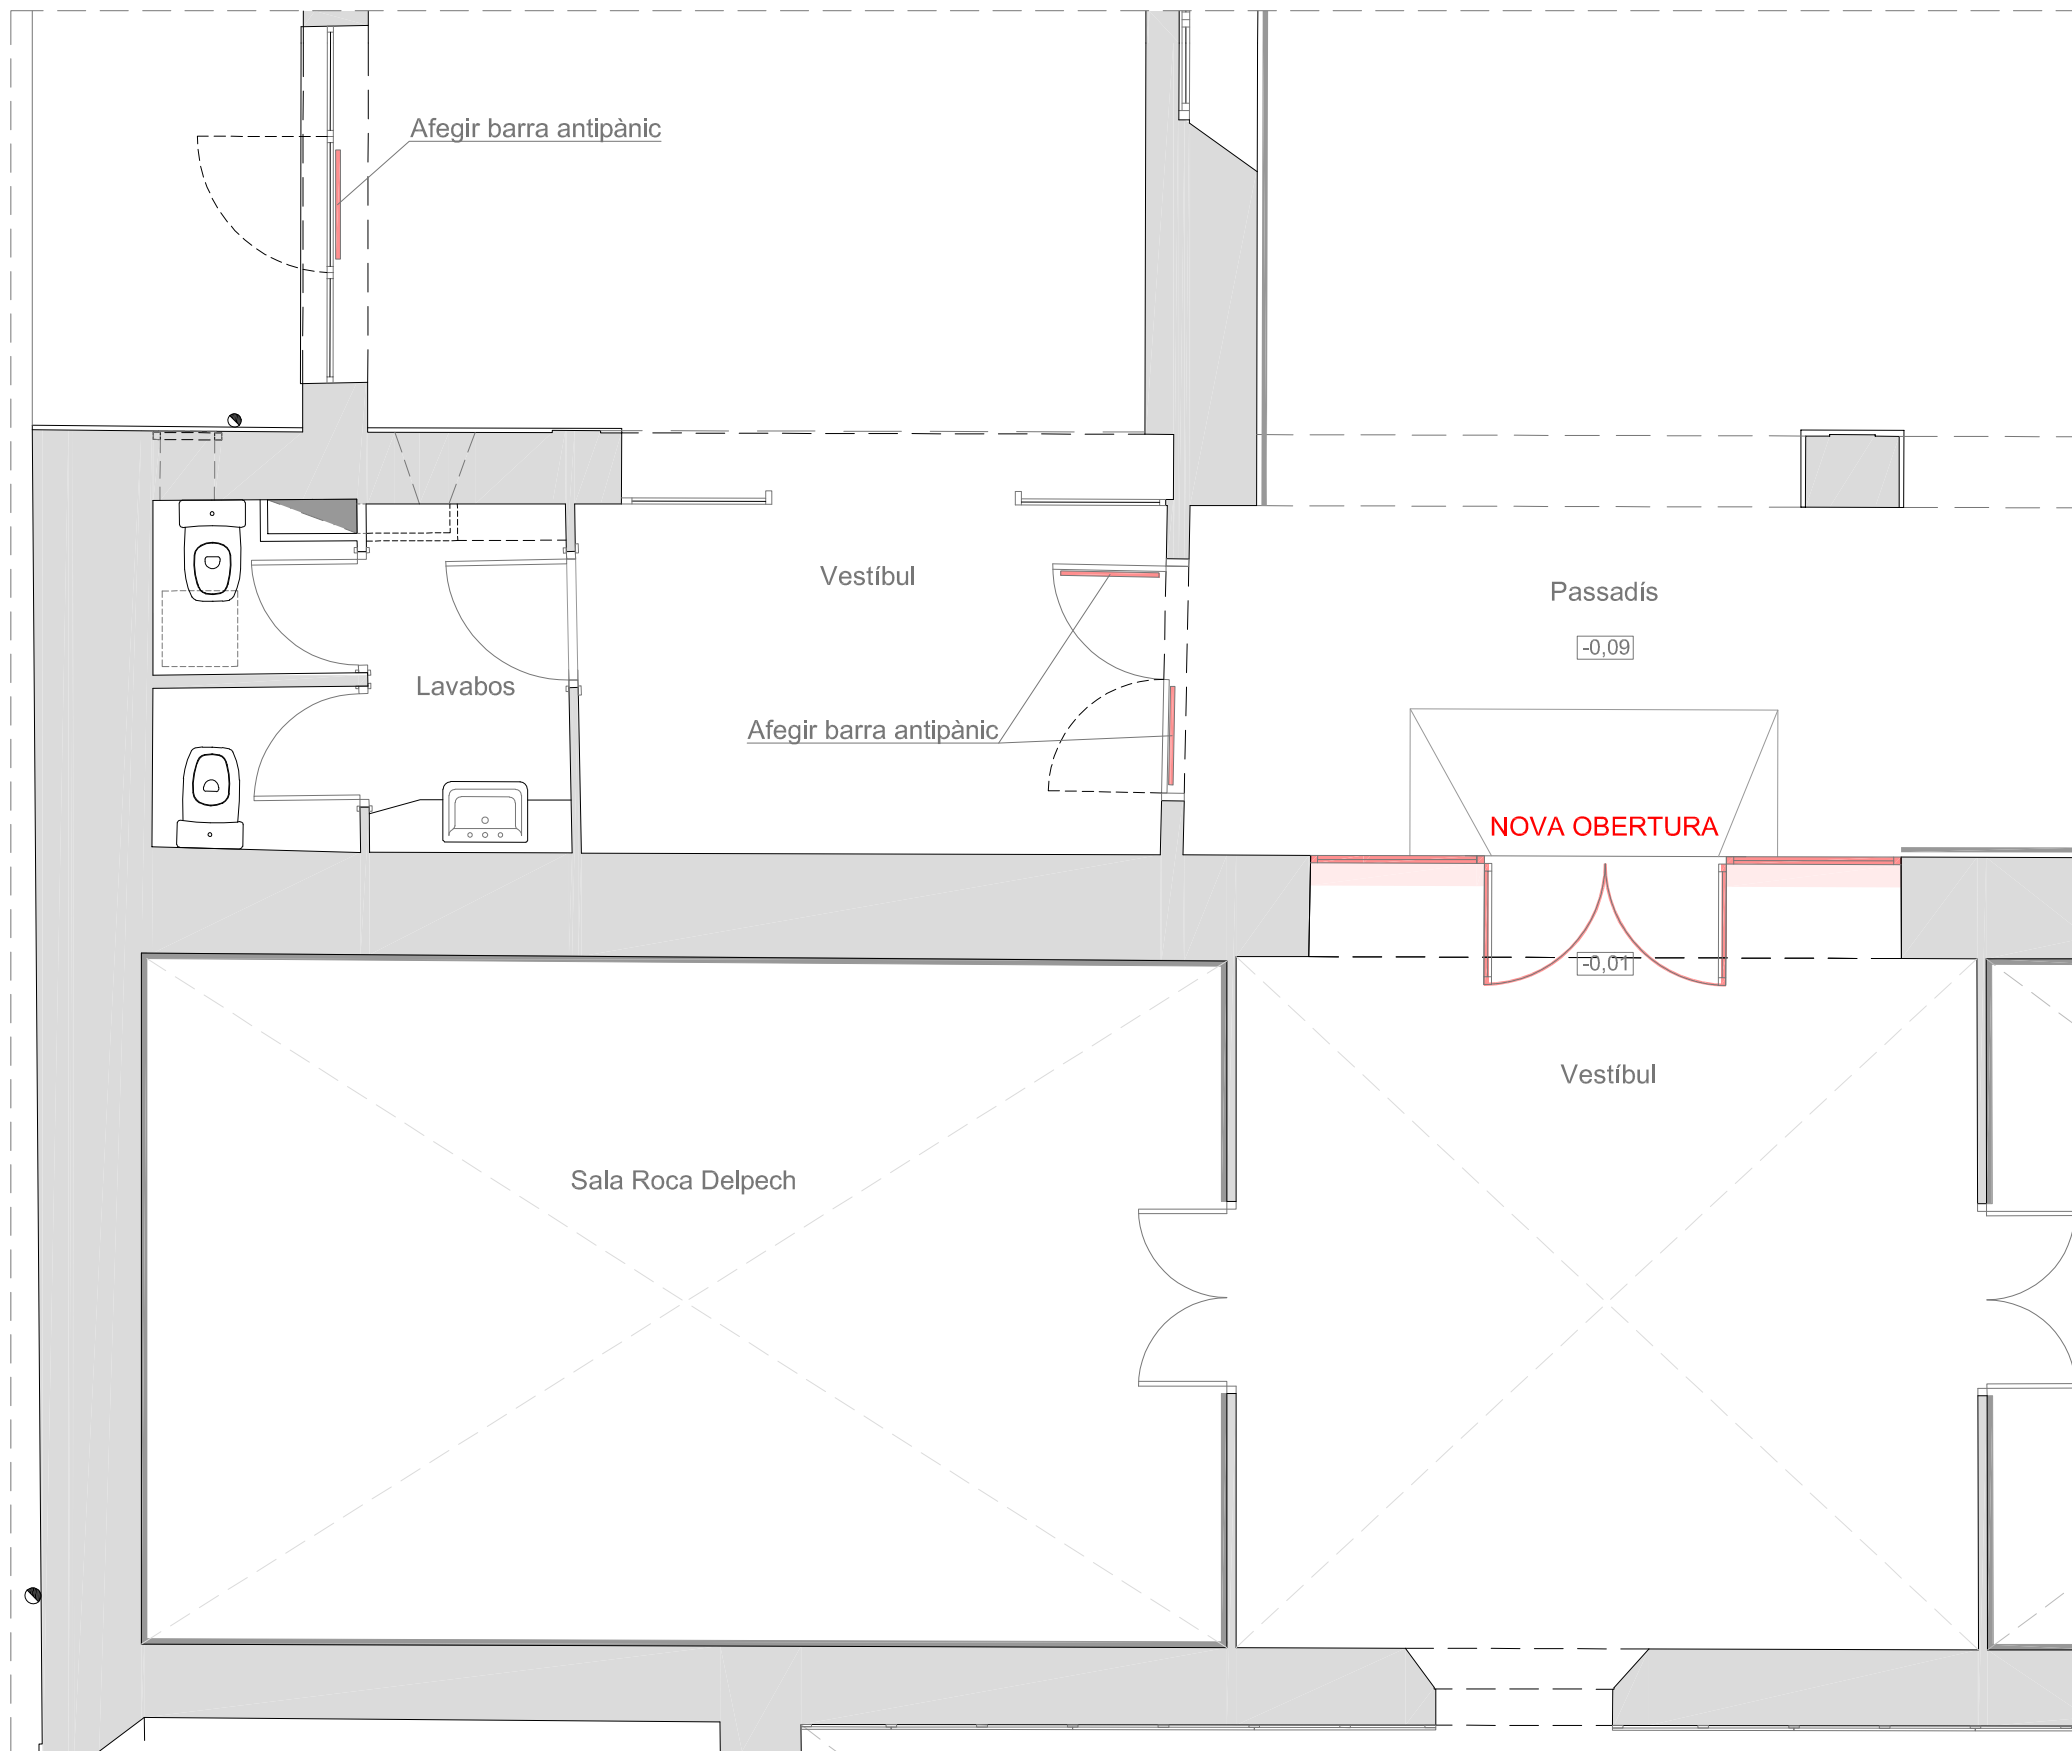 Afegir barra antipànic
Vestíbul
Passadís
-0,09
Lavabos
Afegir barra antipànic
NOVA OBERTURA
-0,01
Vestíbul
Sala Roca Delpech